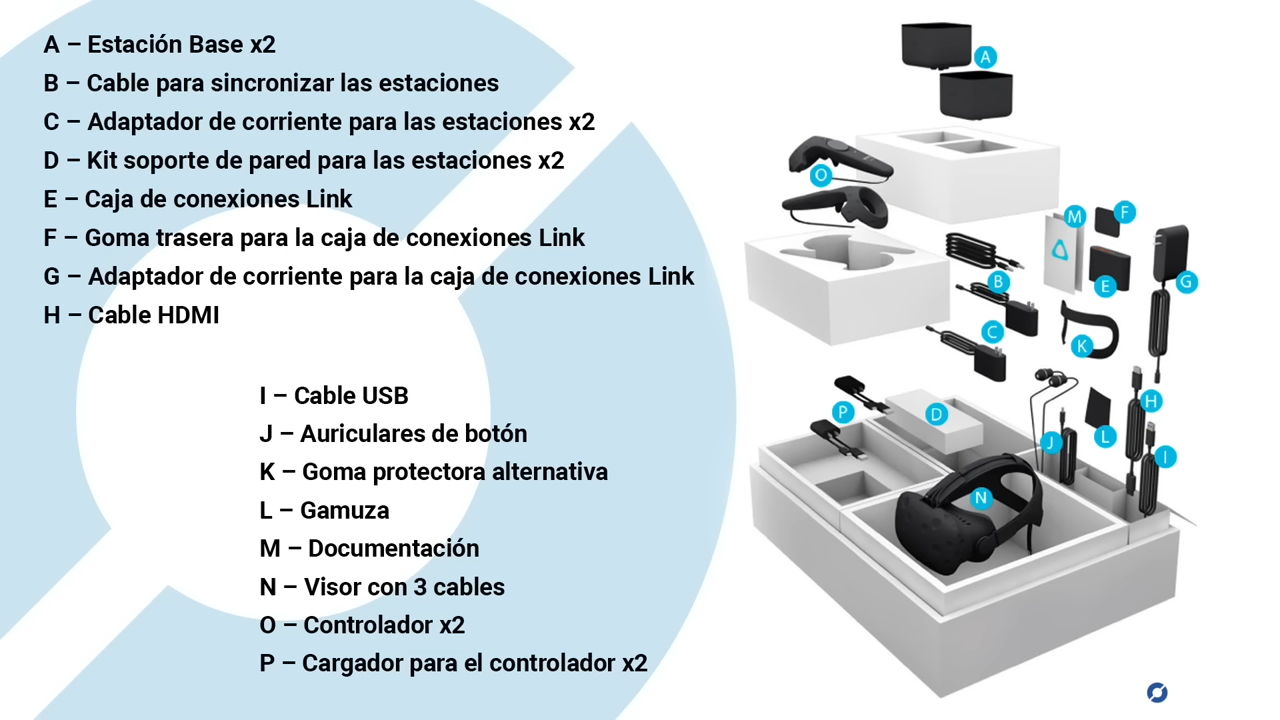 A – Estación Base x2
B – Cable para sincronizar las estaciones
C – Adaptador de corriente para las estaciones x2
D – Kit soporte de pared para las estaciones x2
E – Caja de conexiones Link
F – Goma trasera para la caja de conexiones Link
G – Adaptador de corriente para la caja de conexiones Link
H – Cable HDMI
I – Cable USB
J – Auriculares de botón
K – Goma protectora alternativa
L – Gamuza
M – Documentación
N – Visor con 3 cables
O – Controlador x2
P – Cargador para el controlador x2
A
O
M
F
B
E
G
C
K
P
D
H
J
L
I
N